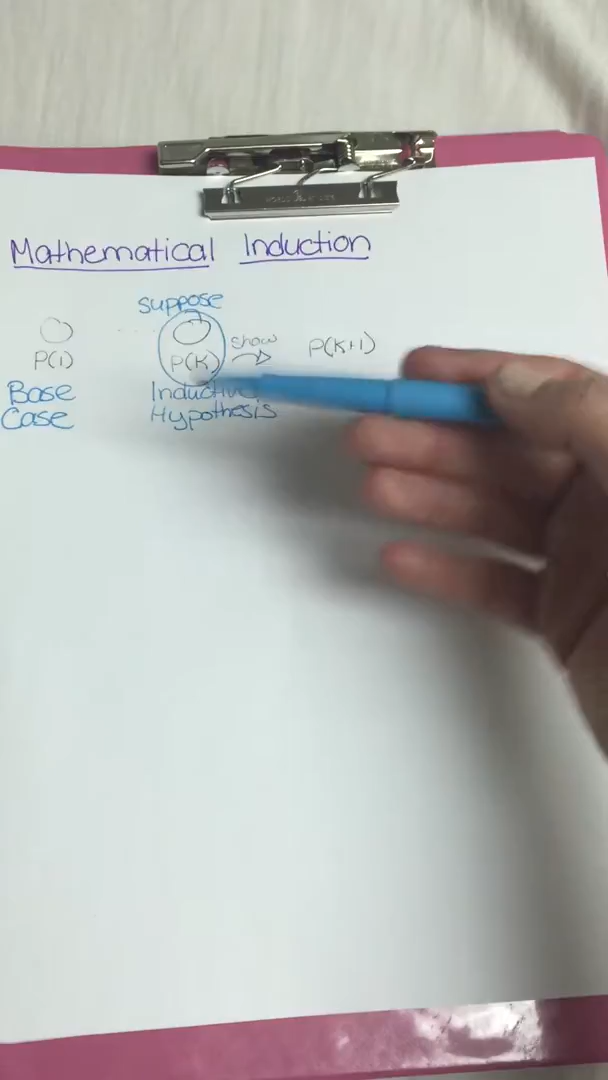 Mathematical Induction
suppose
show
P(1) P(K) P(K+1)
Base Inductive
Case Hypothesis